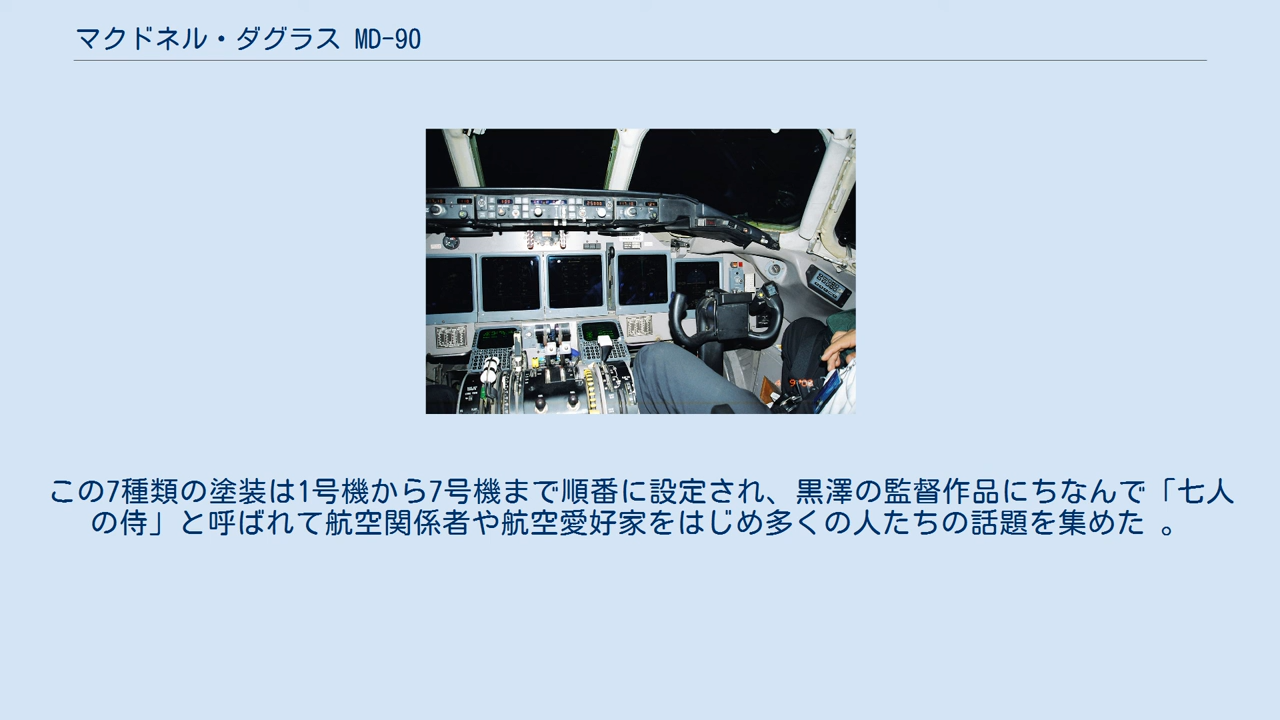 マクドネル・ダグラス MD-90
この7種類の塗装は1号機から7号機まで順番に設定され、黒澤の監督作品にちなんで「七人
の侍」と呼ばれて航空関係者や航空愛好家をはじめ多くの人たちの話題を集めた 。